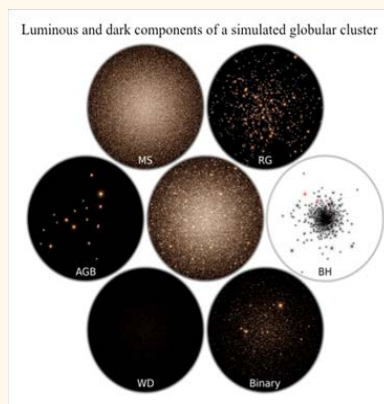 Luminous and dark components of a simulated globular cluster
MS
RG
AGB
BH
WD
Binary